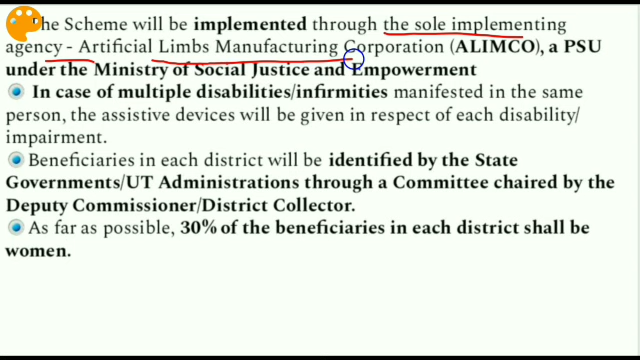 The Scheme will be implemented through the sole implementing
agency - Artificial Limbs Manufacturing Corporation (ALIMCO), a PSU
under the Ministry of Social Justice and Empowerment
In case of multiple disabilities/infirmities manifested in the same
person, the assistive devices will be given in respect of each disability/
impairment.
Beneficiaries in each district will be identified by the State
Governments/UT Administrations through a Committee chaired by the
Deputy Commissioner/District Collector.
As far as possible, 30% of the beneficiaries in each district shall be
women.